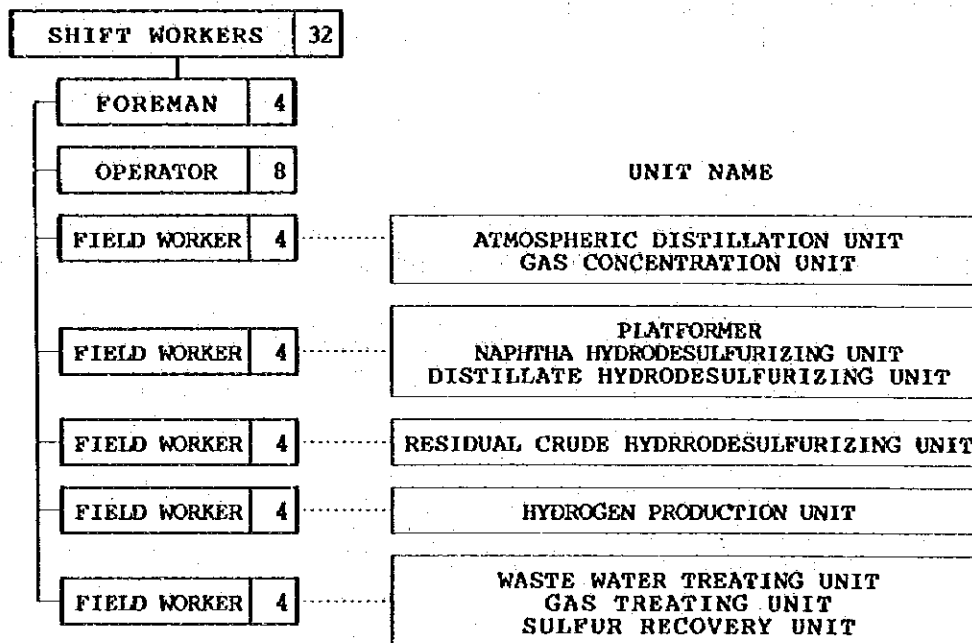 SHIFT WORKERS 32
FOREMAN 4
OPERATOR 8
UNIT NAME
FIELD WORKER 4
ATMOSPHERIC DISTILLATION UNIT
GAS CONCENTRATION UNIT
FIELD WORKER 4
PLATFORMER
NAPHTHA HYDRODESULFURIZING UNIT
DISTILLATE HYDRODESULFURIZING UNIT
FIELD WORKER 4
RESIDUAL CRUDE HYDRRODESULFURIZING UNIT
FIELD WORKER 4
HYDROGEN PRODUCTION UNIT
FIELD WORKER 4
WASTE WATER TREATING UNIT
GAS TREATING UNIT
SULFUR RECOVERY UNIT